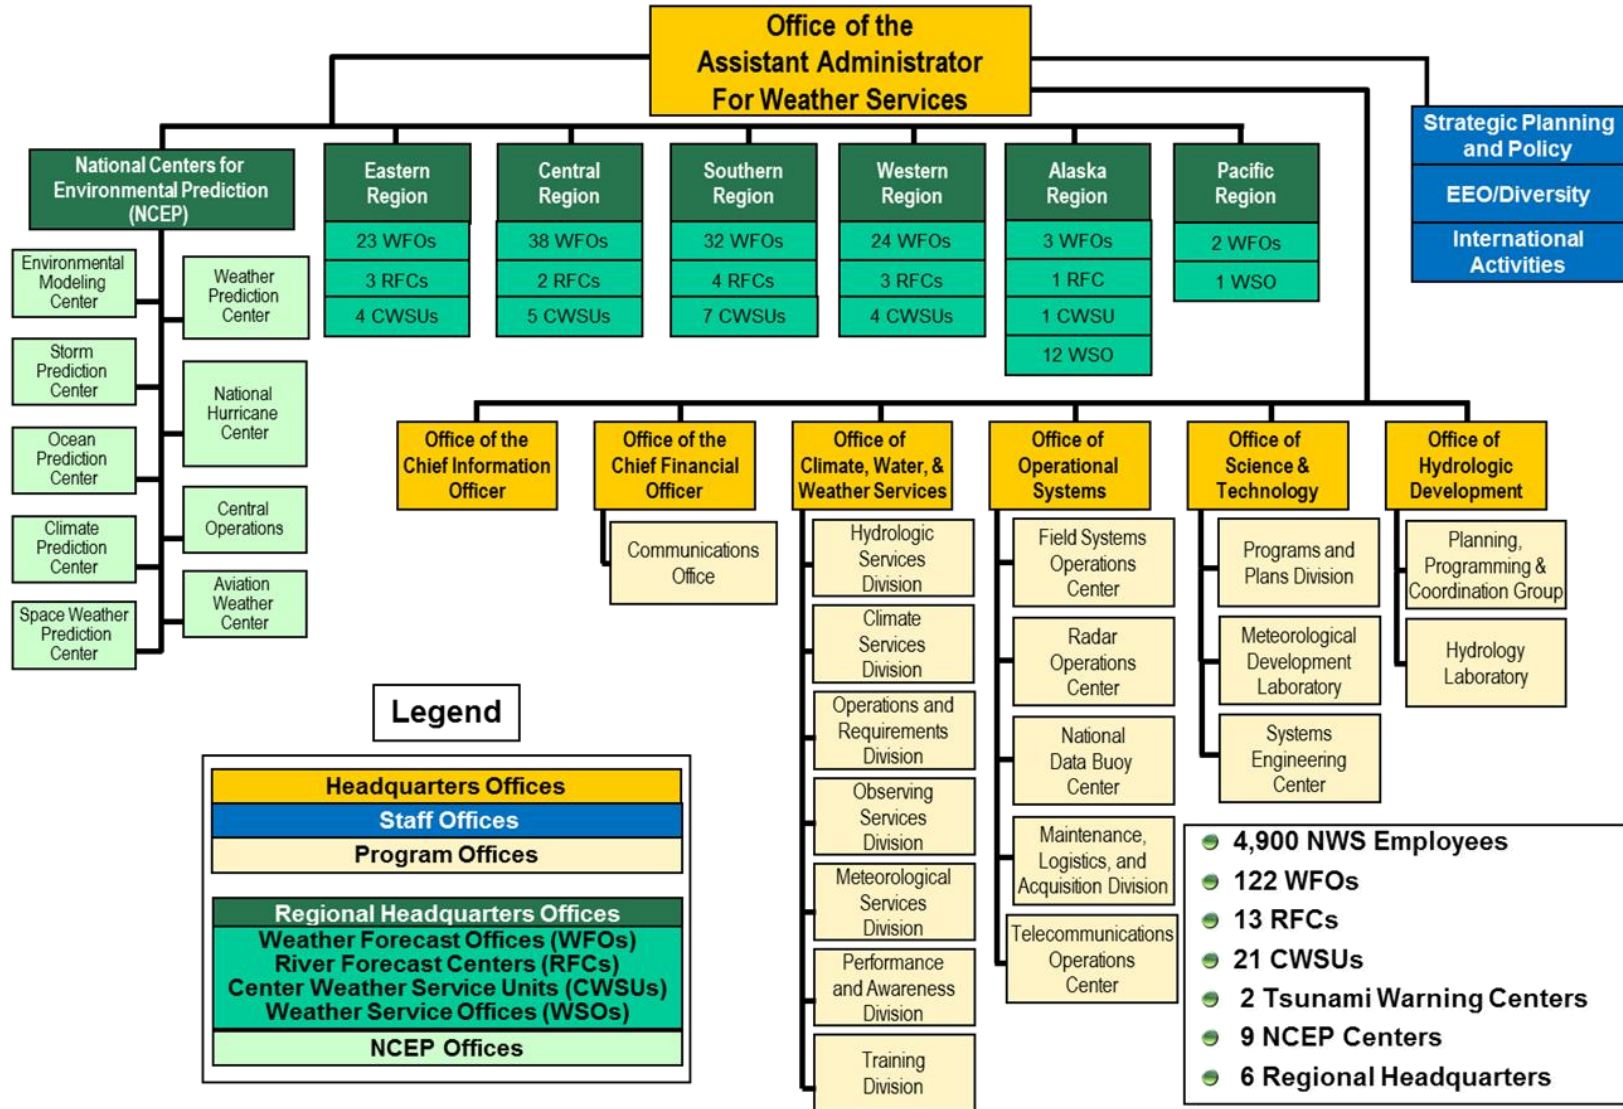 Office of the
Assistant Administrator
For Weather Services
Strategic Planning
and Policy
EEO/Diversity
International
Activities
National Centers for
Environmental Prediction
(NCEP)
Environmental
Modeling
Center
Weather
Prediction
Center
Storm
Prediction
Center
National
Hurricane
Center
Ocean
Prediction
Center
Central
Operations
Climate
Prediction
Center
Aviation
Weather
Center
Space Weather
Prediction
Center
Eastern
Region
23 WFOs
3 RFCs
4 CWSUs
Central
Region
38 WFOs
2 RFCs
5 CWSUs
Southern
Region
32 WFOs
4 RFCs
7 CWSUs
Western
Region
24 WFOs
3 RFCs
4 CWSUs
Alaska
Region
3 WFOs
1 RFC
1 CWSU
12 WSO
Pacific
Region
2 WFOs
1 WSO
Office of the
Chief Information
Officer
Office of the
Chief Financial
Officer
Communications
Office
Office of
Climate, Water, &
Weather Services
Hydrologic
Services
Division
Climate
Services
Division
Operations and
Requirements
Division
Observing
Services
Division
Meteorological
Services
Division
Performance
and Awareness
Division
Training
Division
Office of
Operational
Systems
Field Systems
Operations
Center
Radar
Operations
Center
National
Data Buoy
Center
Maintenance,
Logistics, and
Acquisition Division
Telecommunications
Operations
Center
Office of
Science &
Technology
Programs and
Plans Division
Meteorological
Development
Laboratory
Systems
Engineering
Center
Office of
Hydrologic
Development
Planning,
Programming &
Coordination Group
Hydrology
Laboratory
Legend
Headquarters Offices
Staff Offices
Program Offices
Regional Headquarters Offices
Weather Forecast Offices (WFOs)
River Forecast Centers (RFCs)
Center Weather Service Units (CWSUs)
Weather Service Offices (WSOs)
NCEP Offices
4,900 NWS Employees
122 WFOs
13 RFCs
21 CWSUs
2 Tsunami Warning Centers
9 NCEP Centers
6 Regional Headquarters